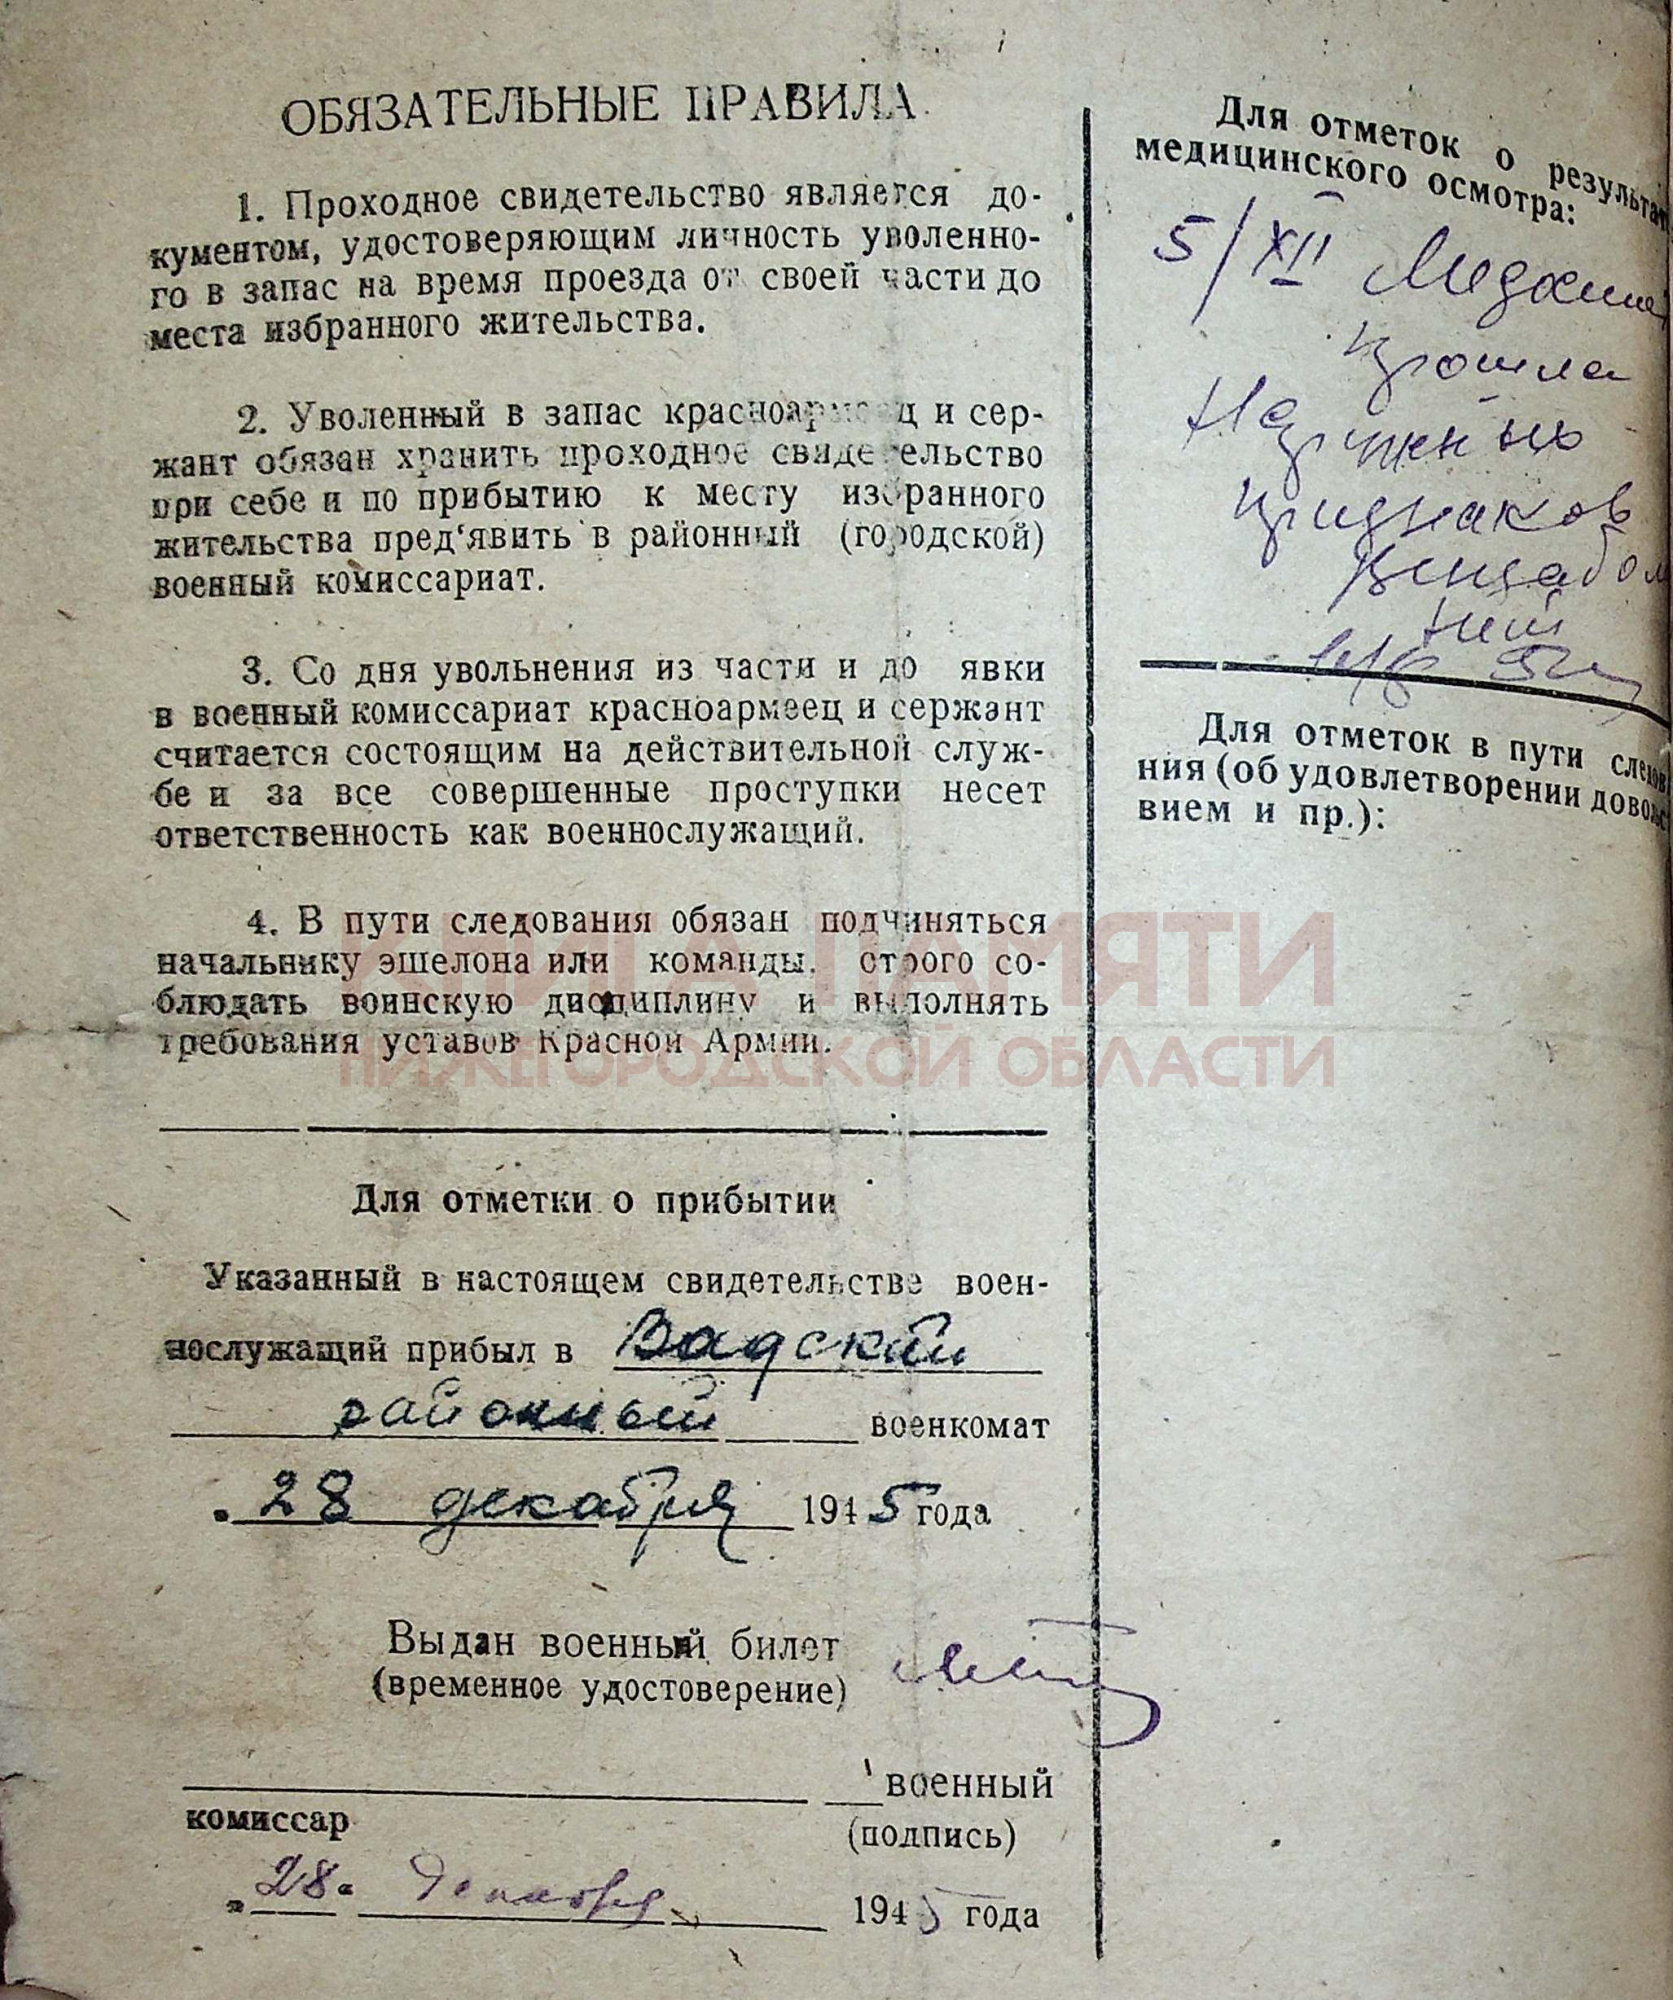 ОБЯЗАТЕЛЬНЫЕ ПРАВИЛА
1. Проходное свидетельство является до-
кументом, удостоверяющим личность уволенно-
го в запас на время проезда от своей части до
места избранного жительства.
2. Уволенный в запас красноармеец и сер-
жант обязан хранить проходное свидетельство
при себе и по прибытию к месту избранного
жительства пред‘явить в районный (городской)
военный комиссариат.
3. Со дня увольнения из части и до явки
в военный комиссариат красноармеец и сержант
считается состоящим на действительной служ-
бе и за все совершенные проступки несет
ответственность как военнослужащий.
4. В пути следования обязан подчиняться
начальнику эшелона или команды, строго со-
блюдать воинскую дисциплину и выполнять
требования уставов Красной Армии.
Для отметки о прибытии
Указанный в настоящем свидетельстве воен-
нослужащий прибыл в Вадский
районный военкомат
28 декабря 1945 года
Выдан военный билет
(временное удостоверение)
военный
комиссар
(подпись)
„28“ Декабря 1945 года
Для отметок о результат
медицинского осмотра:
5/XII
прошла
Наружных
признаков
нет
Для отметок в пути следов
ния (об удовлетворении довольс
вием и пр.):
КНИГА ПАМЯТИ
НИЖЕГОРОДСКОЙ ОБЛАСТИ